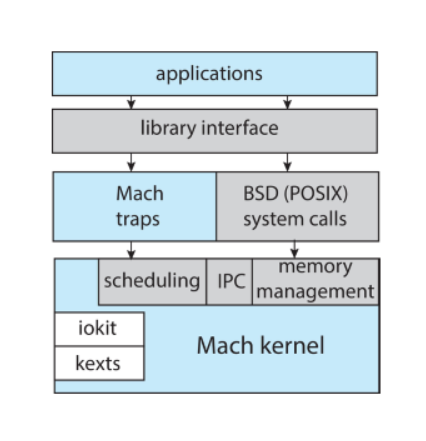 applications
library interface
Mach
traps
BSD (POSIX)
system calls
scheduling
IPC
memory
management
iokit
kexts
Mach kernel